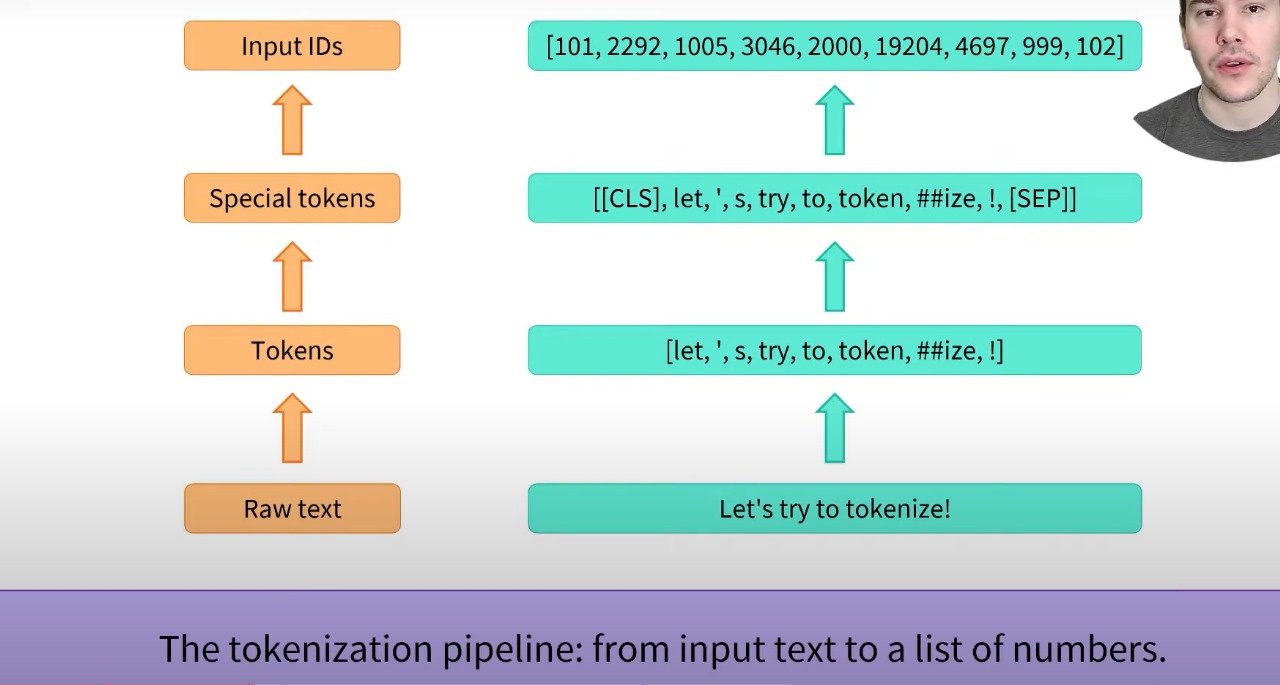 Input IDs
[101, 2292, 1005, 3046, 2000, 19204, 4697, 999, 102]
Special tokens
[[CLS], let, ', s, try, to, token, ##ize, !, [SEP]]
Tokens
[let, ', s, try, to, token, ##ize, !]
Raw text
Let's try to tokenize!
The tokenization pipeline: from input text to a list of numbers.